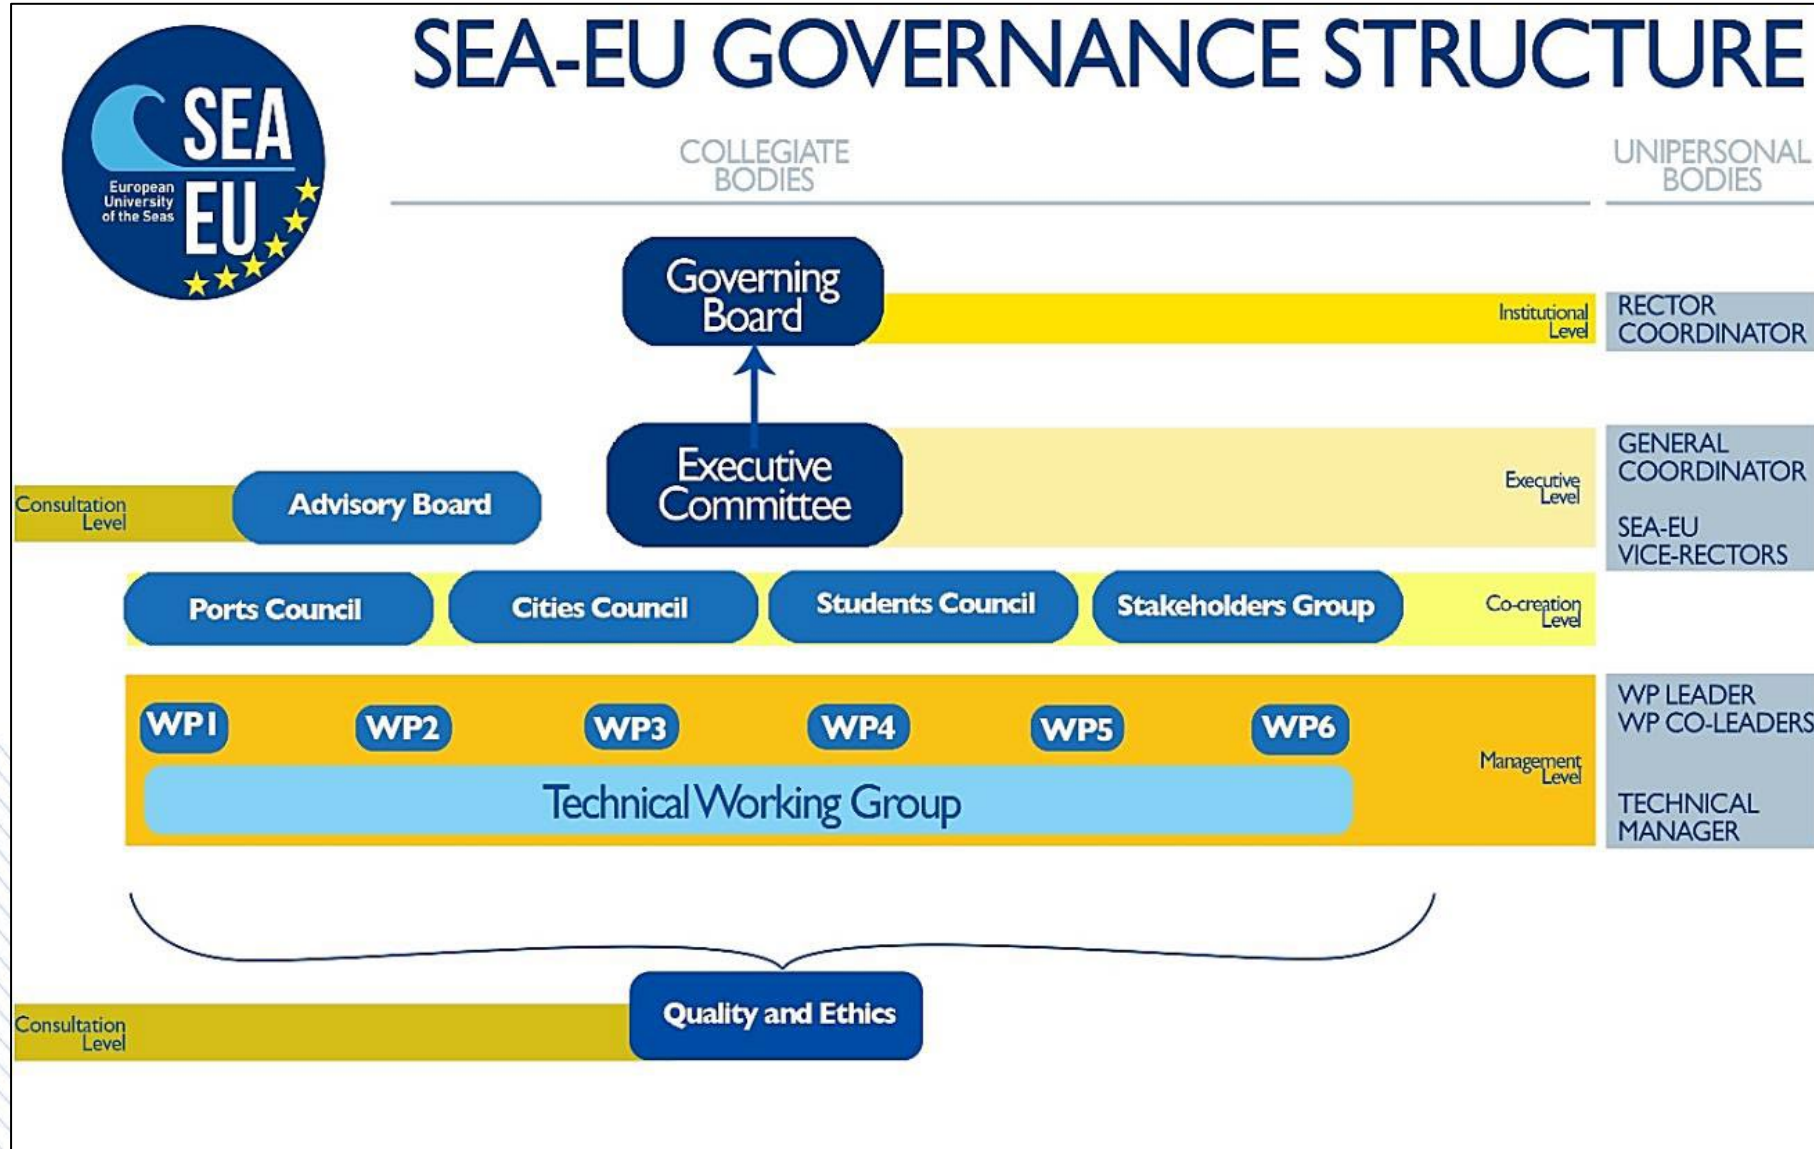 SEA-EU GOVERNANCE STRUCTURE
SEA
EU
European
University
of the Seas
COLLEGIATE
BODIES
UNIPERSONAL
BODIES
Governing
Board
Institutional
Level
RECTOR
COORDINATOR
Executive
Committee
Executive
Level
GENERAL
COORDINATOR
SEA-EU
VICE-RECTORS
Consultation
Level
Advisory Board
Ports Council
Cities Council
Students Council
Stakeholders Group
Co-creation
Level
WP1
WP2
WP3
WP4
WP5
WP6
Technical Working Group
Management
Level
WP LEADER
WP CO-LEADERS
TECHNICAL
MANAGER
Quality and Ethics
Consultation
Level